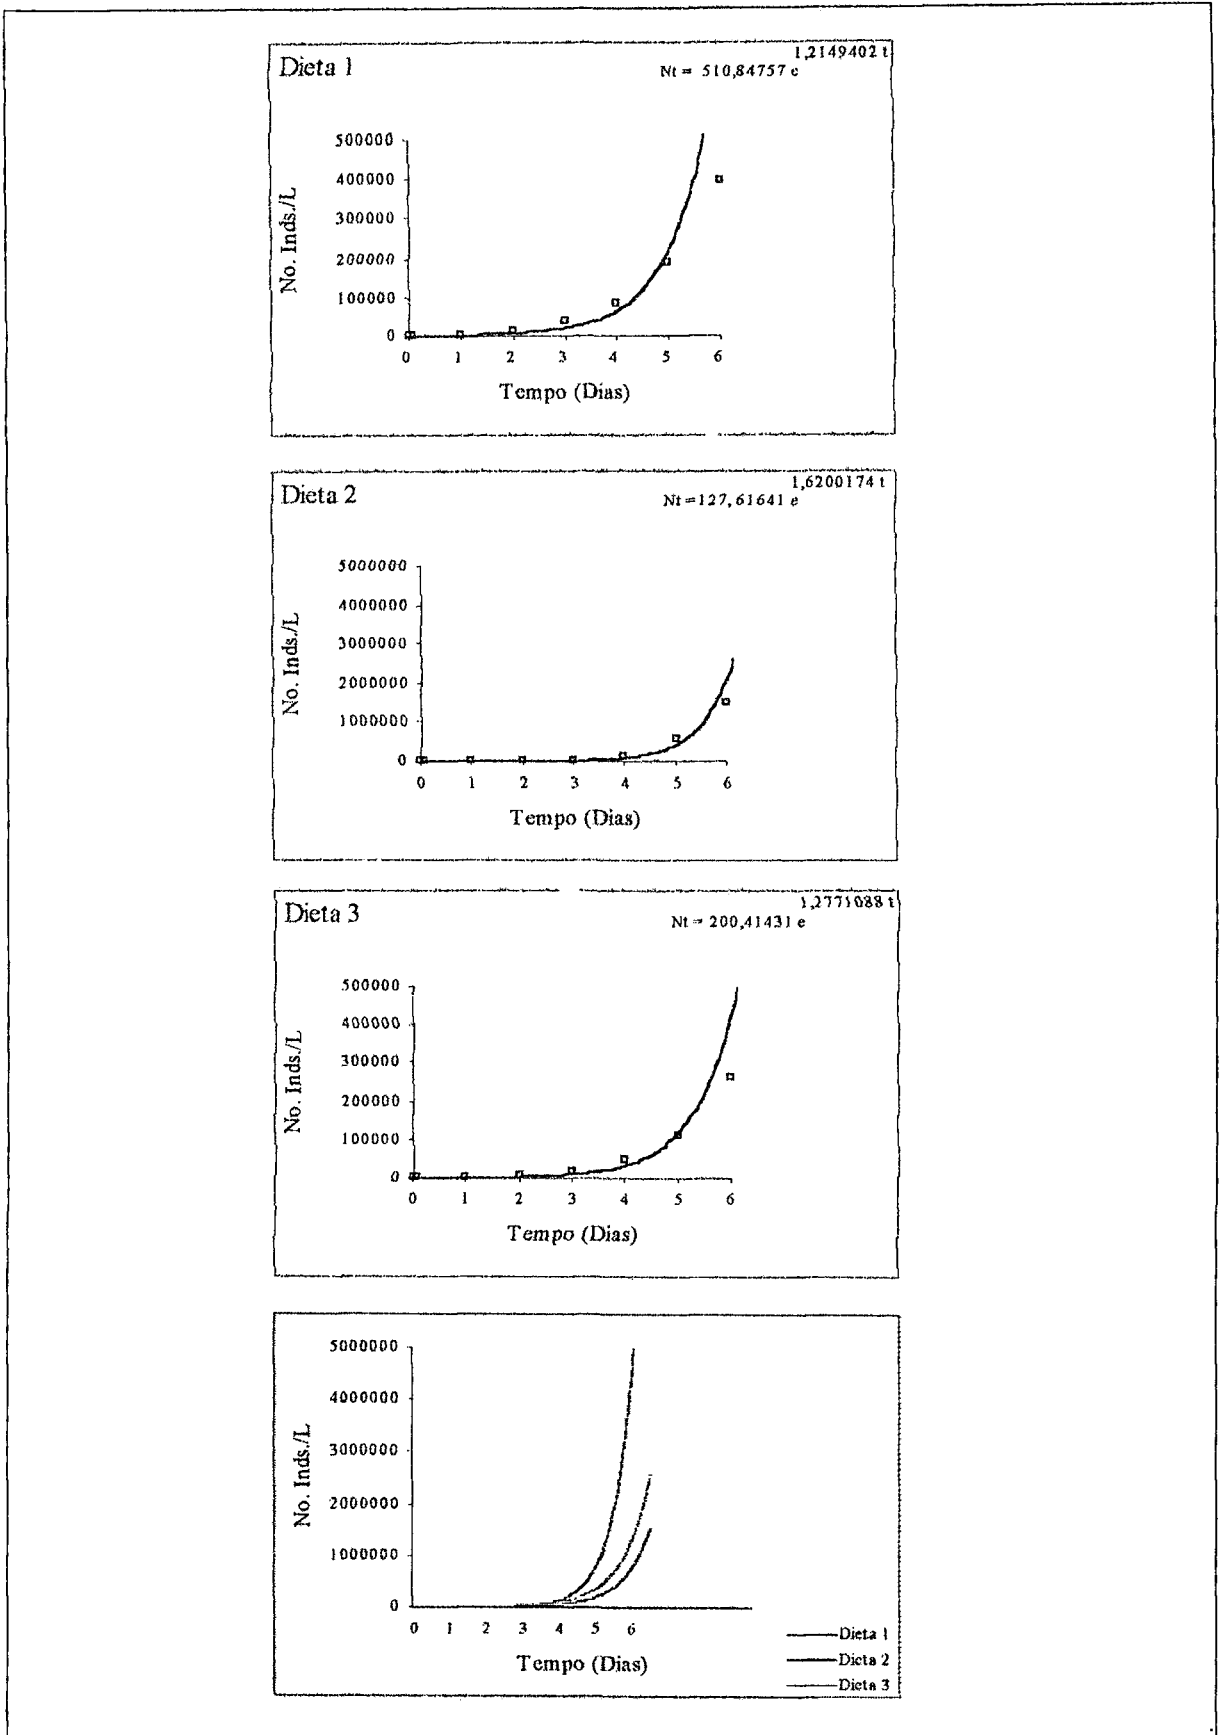 Dieta 1
1,2149402 t
Nt = 510,84757 e
500000
400000
300000
200000
100000
0
No. Inds./L
0 1 2 3 4 5 6
Tempo (Dias)
Dieta 2
1,6200174 t
Nt =127,61641 e
5000000
4000000
3000000
2000000
1000000
0
No. Inds./L
0 1 2 3 4 5 6
Tempo (Dias)
Dieta 3
1,2771088 t
Nt = 200,41431 e
500000
400000
300000
200000
100000
0
No. Inds./L
0 1 2 3 4 5 6
Tempo (Dias)
5000000
4000000
3000000
2000000
1000000
0
No. Inds./L
0 1 2 3 4 5 6
Tempo (Dias)
Dieta 1
Dieta 2
Dieta 3